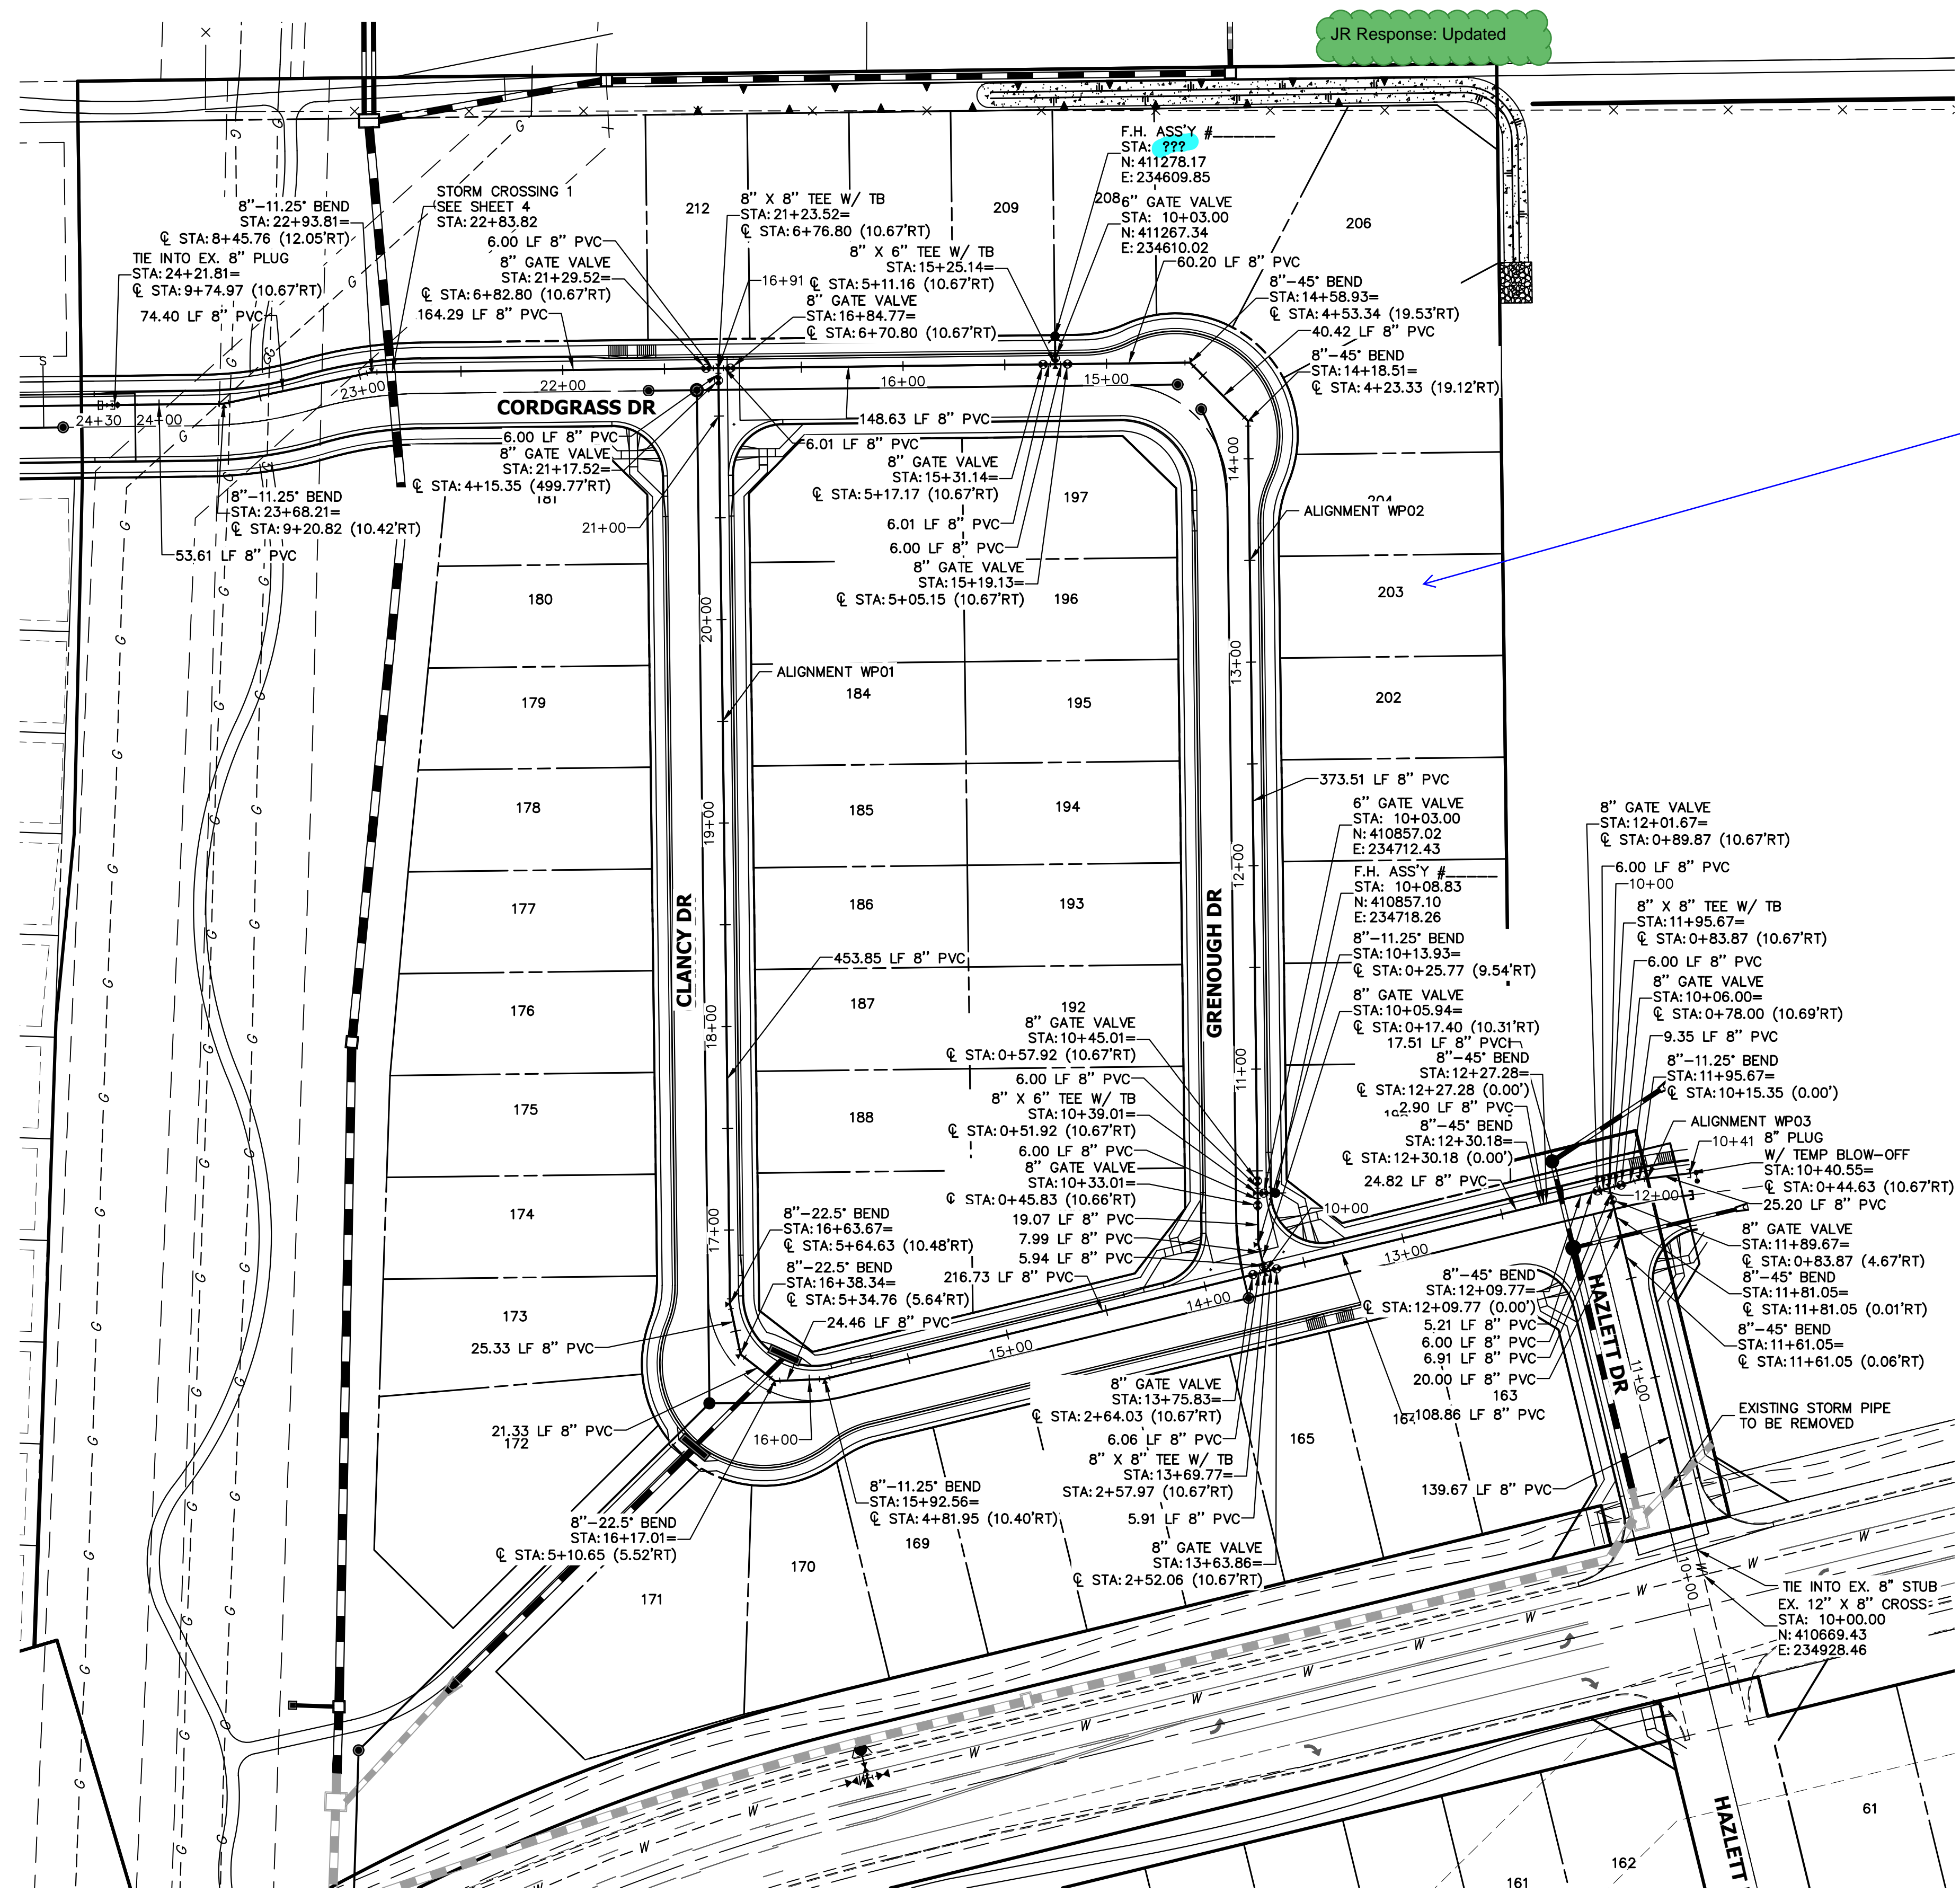 JR Response: Updated
F.H. ASS'Y #______
STA: ???
N: 411278.17
E: 234609.85
6" GATE VALVE
STA: 10+03.00
N: 411267.34
E: 234610.02
60.20 LF 8" PVC
8"-45° BEND
STA: 14+58.93=
℄ STA: 4+53.34 (19.53'RT)
40.42 LF 8" PVC
8"-45° BEND
STA: 14+18.51=
℄ STA: 4+23.33 (19.12'RT)
8"-11.25° BEND
STA: 22+93.81=
℄ STA: 8+45.76 (12.05'RT)
TIE INTO EX. 8" PLUG
STA: 24+21.81=
℄ STA: 9+74.97 (10.67'RT)
74.40 LF 8" PVC
STORM CROSSING 1
SEE SHEET 4
STA: 22+83.82
6.00 LF 8" PVC
8" GATE VALVE
STA: 21+29.52=
℄ STA: 6+82.80 (10.67'RT)
164.29 LF 8" PVC
212
8" X 8" TEE W/ TB
STA: 21+23.52=
℄ STA: 6+76.80 (10.67'RT)
8" X 6" TEE W/ TB
STA: 15+25.14=
℄ STA: 5+11.16 (10.67'RT)
16+91
8" GATE VALVE
STA: 16+84.77=
℄ STA: 6+70.80 (10.67'RT)
209
208
206
24+30
24+00
23+00
22+00
16+00
15+00
CORDGRASS DR
148.63 LF 8" PVC
6.00 LF 8" PVC
8" GATE VALVE
STA: 21+17.52=
℄ STA: 4+15.35 (499.77'RT)
181
21+00
6.01 LF 8" PVC
8" GATE VALVE
STA: 15+31.14=
℄ STA: 5+17.17 (10.67'RT)
6.01 LF 8" PVC
6.00 LF 8" PVC
8" GATE VALVE
STA: 15+19.13=
℄ STA: 5+05.15 (10.67'RT)
8"-11.25° BEND
STA: 23+68.21=
℄ STA: 9+20.82 (10.42'RT)
53.61 LF 8" PVC
197
14+00
204
ALIGNMENT WP02
180
20+00
196
203
ALIGNMENT WP01
13+00
179
184
195
202
373.51 LF 8" PVC
178
19+00
185
194
12+00
6" GATE VALVE
STA: 10+03.00
N: 410857.02
E: 234712.43
F.H. ASS'Y #______
STA: 10+08.83
N: 410857.10
E: 234718.26
8"-11.25° BEND
STA: 10+13.93=
℄ STA: 0+25.77 (9.54'RT)
8" GATE VALVE
STA: 10+05.94=
℄ STA: 0+17.40 (10.31'RT)
17.51 LF 8" PVC
8"-45° BEND
STA: 12+27.28=
℄ STA: 12+27.28 (0.00')
2.90 LF 8" PVC
8"-45° BEND
STA: 12+30.18=
℄ STA: 12+30.18 (0.00')
24.82 LF 8" PVC
8" GATE VALVE
STA: 12+01.67=
℄ STA: 0+89.87 (10.67'RT)
6.00 LF 8" PVC
10+00
8" X 8" TEE W/ TB
STA: 11+95.67=
℄ STA: 0+83.87 (10.67'RT)
6.00 LF 8" PVC
8" GATE VALVE
STA: 10+06.00=
℄ STA: 0+78.00 (10.69'RT)
9.35 LF 8" PVC
8"-11.25° BEND
STA: 11+95.67=
℄ STA: 10+15.35 (0.00')
ALIGNMENT WP03
10+41
8" PLUG
W/ TEMP BLOW-OFF
STA: 10+40.55=
℄ STA: 0+44.63 (10.67'RT)
25.20 LF 8" PVC
12+00
8" GATE VALVE
STA: 11+89.67=
℄ STA: 0+83.87 (4.67'RT)
8"-45° BEND
STA: 11+81.05=
℄ STA: 11+81.05 (0.01'RT)
8"-45° BEND
STA: 11+61.05=
℄ STA: 11+61.05 (0.06'RT)
177
186
193
CLANCY DR
GRENOUGH DR
453.85 LF 8" PVC
176
187
192
18+00
8" GATE VALVE
STA: 10+45.01=
℄ STA: 0+57.92 (10.67'RT)
6.00 LF 8" PVC
8" X 6" TEE W/ TB
STA: 10+39.01=
℄ STA: 0+51.92 (10.67'RT)
6.00 LF 8" PVC
8" GATE VALVE
STA: 10+33.01=
℄ STA: 0+45.83 (10.66'RT)
19.07 LF 8" PVC
7.99 LF 8" PVC
5.94 LF 8" PVC
216.73 LF 8" PVC
11+00
10+00
175
188
174
17+00
8"-22.5° BEND
STA: 16+63.67=
℄ STA: 5+64.63 (10.48'RT)
8"-22.5° BEND
STA: 16+38.34=
℄ STA: 5+34.76 (5.64'RT)
24.46 LF 8" PVC
173
25.33 LF 8" PVC
13+00
14+00
15+00
8"-45° BEND
STA: 12+09.77=
℄ STA: 12+09.77 (0.00')
5.21 LF 8" PVC
6.00 LF 8" PVC
6.91 LF 8" PVC
20.00 LF 8" PVC
163
108.86 LF 8" PVC
HAZLETT DR
11+00
EXISTING STORM PIPE
TO BE REMOVED
21.33 LF 8" PVC
172
16+00
8" GATE VALVE
STA: 13+75.83=
℄ STA: 2+64.03 (10.67'RT)
6.06 LF 8" PVC
8" X 8" TEE W/ TB
STA: 13+69.77=
STA: 2+57.97 (10.67'RT)
5.91 LF 8" PVC
8" GATE VALVE
STA: 13+63.86=
℄ STA: 2+52.06 (10.67'RT)
165
139.67 LF 8" PVC
8"-11.25° BEND
STA: 15+92.56=
℄ STA: 4+81.95 (10.40'RT)
169
8"-22.5° BEND
STA: 16+17.01=
℄ STA: 5+10.65 (5.52'RT)
170
171
10+00
TIE INTO EX. 8" STUB
EX. 12" X 8" CROSS=
STA: 10+00.00
N: 410669.43
E: 234928.46
HAZLETT
61
162
161